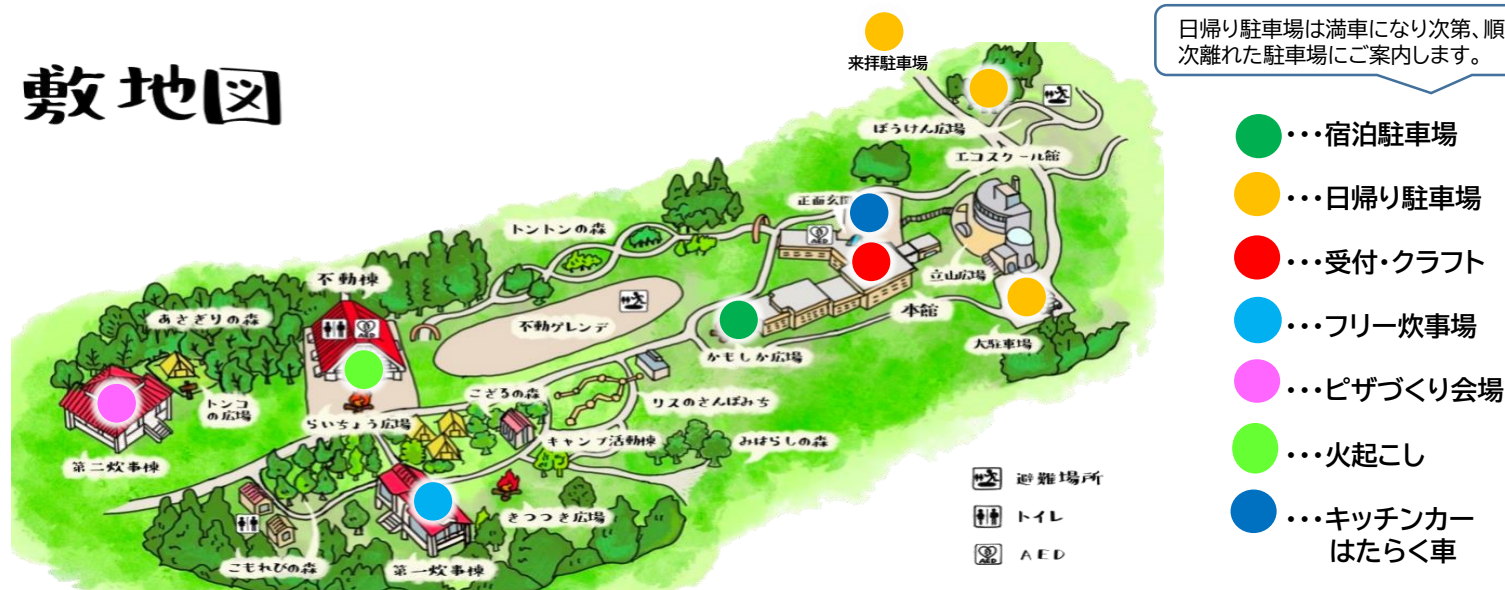 敷地図
来拝駐車場
日帰り駐車場は満車になり次第、順
次離れた駐車場にご案内します。
ぼうけん広場
エコスクール館
正面玄関
AED
トントンの森
立山広場
不動棟
あさぎりの森
AED
不動ゲレンデ
本館
大駐車場
かもしか広場
トンコ
の広場
こざるの森
リスのさんぽみち
らいちょう広場
キャンプ活動棟
みはらしの森
第二炊事棟
きつつき広場
こもれびの森
第一炊事棟
避難場所
トイレ
AED
AED
・・・宿泊駐車場
・・・日帰り駐車場
・・・受付・クラフト
・・・フリー炊事場
・・・ピザづくり会場
・・・火起こし
・・・キッチンカー
はたらく車